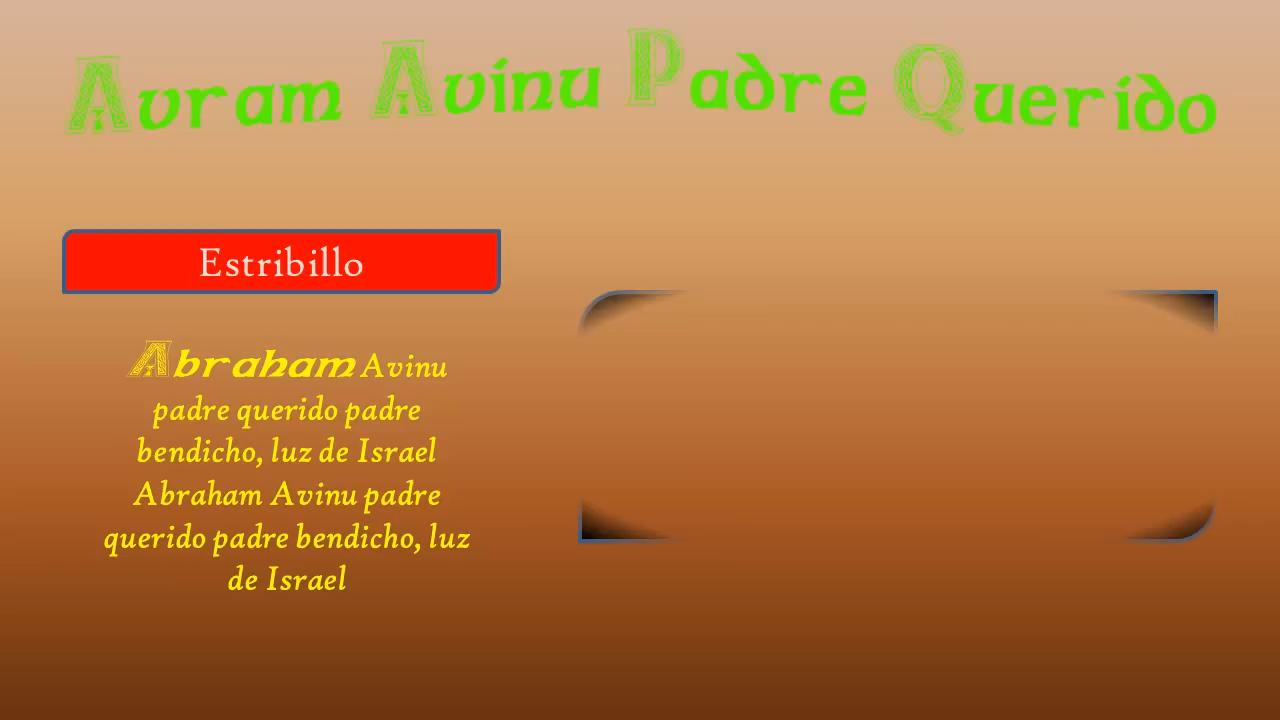 Avram Avinu Padre Querido
Estribillo
Abraham Avinu
padre querido padre
bendicho, luz de Israel
Abraham Avinu padre
querido padre bendicho, luz
de Israel